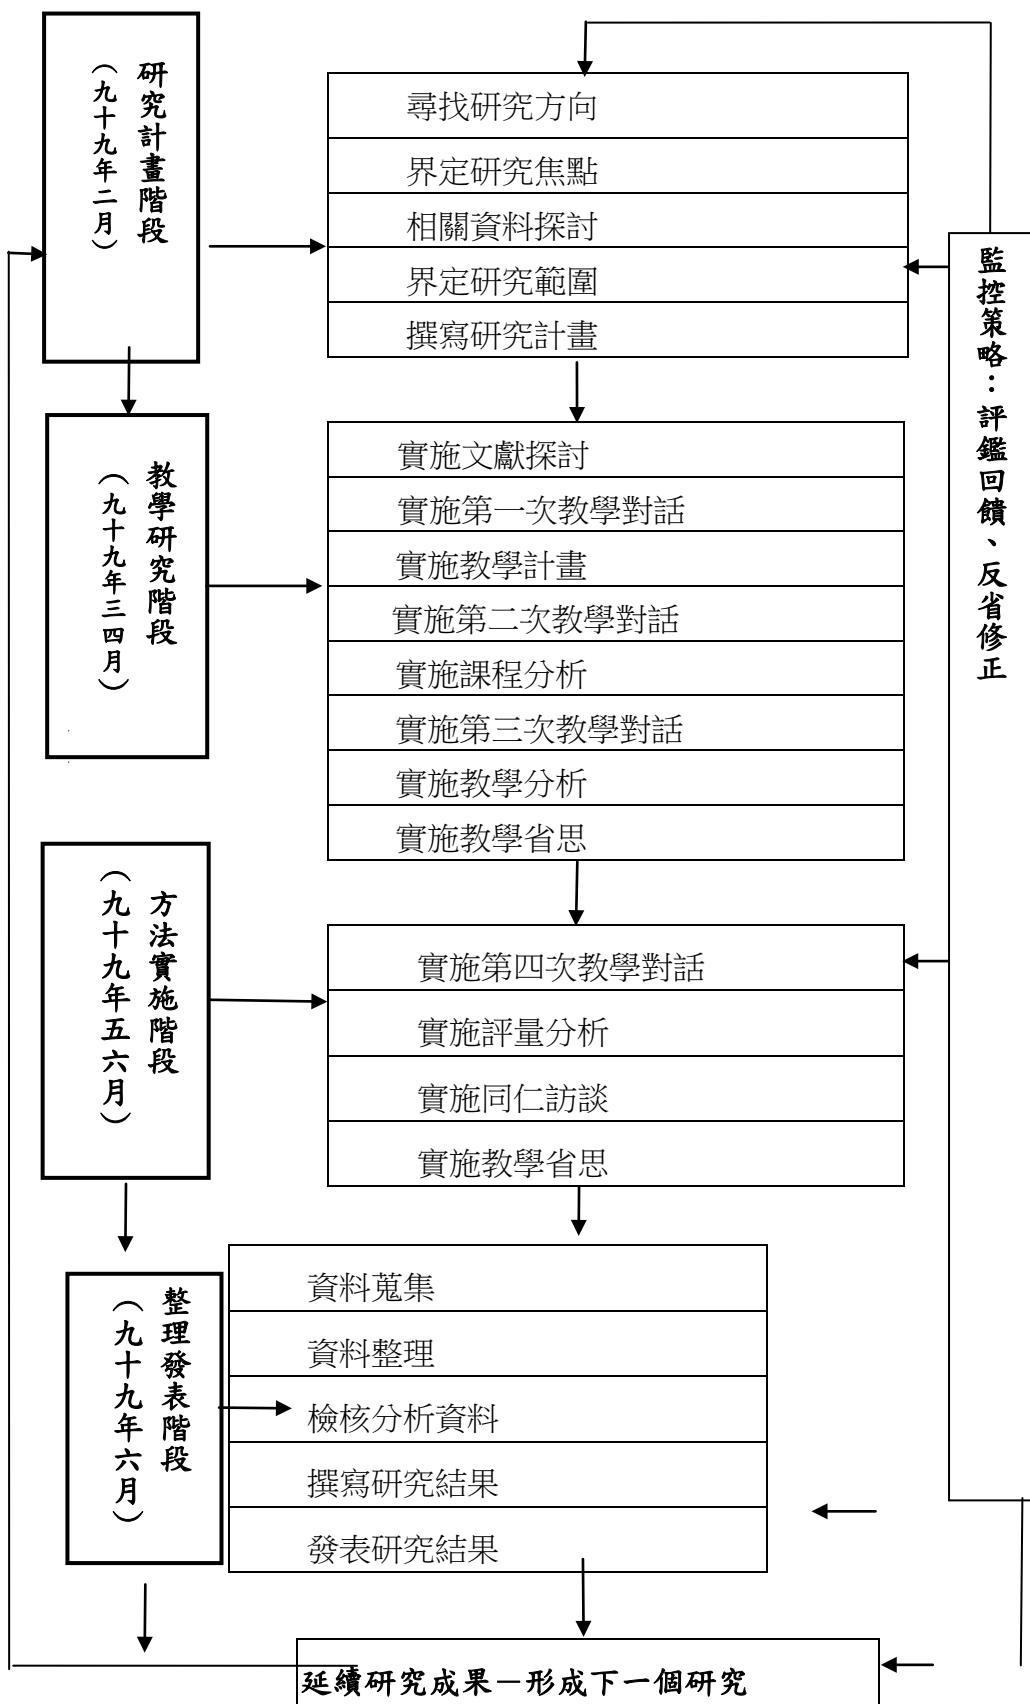 研究計畫階段
（九十九年二月）
尋找研究方向
界定研究焦點
相關資料探討
界定研究範圍
撰寫研究計畫
監控策略：評鑑回饋、反省修正
教學研究階段
（九十九年三四月）
實施文獻探討
實施第一次教學對話
實施教學計畫
實施第二次教學對話
實施課程分析
實施第三次教學對話
實施教學分析
實施教學省思
方法實施階段
（九十九年五六月）
實施第四次教學對話
實施評量分析
實施同仁訪談
實施教學省思
整理發表階段
（九十九年六月）
資料蒐集
資料整理
檢核分析資料
撰寫研究結果
發表研究結果
延續研究成果－形成下一個研究